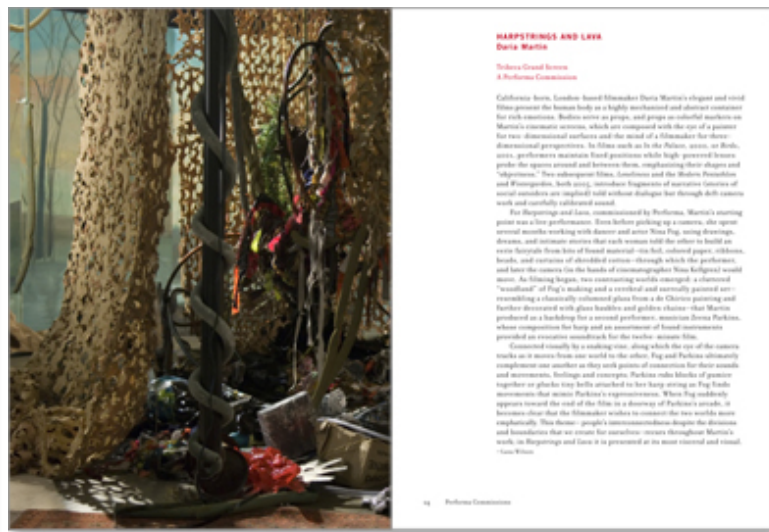 HARPSTRINGS AND LAVA
Daria Martin
Tribeca Grand Screen
A Performa Commission
California-born, London-based filmmaker Daria Martin's elegant and vivid
films present the human body as a highly mechanized and abstract container
for rich emotions. Bodies serve as props, and props as colorful markers on
Martin's cinematic screens, which are composed with the eye of a painter
for two-dimensional surfaces and the mind of a filmmaker for three-
dimensional perspectives. In films such as In the Palace, 2000, or Birds,
2001, performers maintain fixed positions while high-powered lenses
probe the spaces around and between them, emphasizing their shapes and
"objectness." Two subsequent films, Loneliness and the Modern Pentathlon
and Wintergarden, both 2005, introduce fragments of narrative (stories of
social outsiders are implied) told without dialogue but through deft camera
work and carefully calibrated sound.
For Harpstrings and Lava, commissioned by Performa, Martin's starting
point was a live performance. Even before picking up a camera, she spent
several months working with dancer and actor Nina Fog, using drawings,
dreams, and intimate stories that each woman told the other to build an
eerie fairytale from bits of found material—tin foil, colored paper, ribbons,
beads, and curtains of shredded cotton—through which the performer,
and later the camera (in the hands of cinematographer Nina Kellgren) would
move. As filming began, two contrasting worlds emerged: a cluttered
"woodland" of Fog's making and a cerebral and surreally painted set—
resembling a classically columned plaza from a de Chirico painting and
further decorated with glass baubles and golden chains—that Martin
produced as a backdrop for a second performer, musician Zeena Parkins,
whose composition for harp and an assortment of found instruments
provided an evocative soundtrack for the twelve-minute film.
Connected visually by a snaking vine, along which the eye of the camera
tracks as it moves from one world to the other, Fog and Parkins ultimately
complement one another as they seek points of connection for their sounds
and movements, feelings and concepts. Parkins rubs blocks of pumice
together or plucks tiny bells attached to her harp string as Fog finds
movements that mimic Parkins's expressiveness. When Fog suddenly
appears toward the end of the film in a doorway of Parkins's arcade, it
becomes clear that the filmmaker wishes to connect the two worlds more
emphatically. This theme—people's interconnectedness despite the divisions
and boundaries that we create for ourselves—recurs throughout Martin's
work; in Harpstrings and Lava it is presented at its most visceral and visual.
—Lana Wilson
Performa Commissions